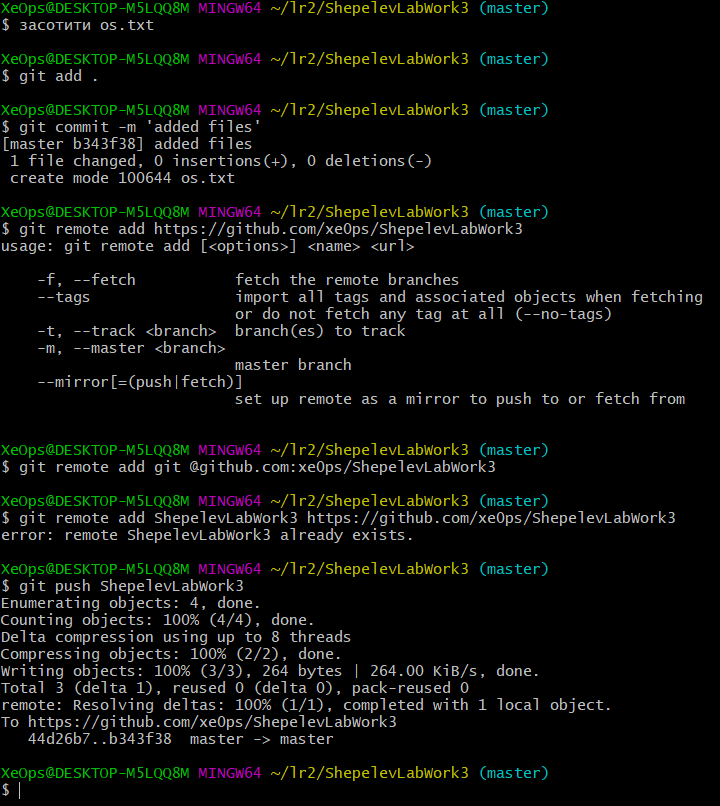 XeOps@DESKTOP-M5LQQ8M MINGW64 ~/lr2/ShepelevLabWork3 (master)
$ засотити os.txt

XeOps@DESKTOP-M5LQQ8M MINGW64 ~/lr2/ShepelevLabWork3 (master)
$ git add .

XeOps@DESKTOP-M5LQQ8M MINGW64 ~/lr2/ShepelevLabWork3 (master)
$ git commit -m 'added files'
[master b343f38] added files
 1 file changed, 0 insertions(+), 0 deletions(-)
 create mode 100644 os.txt

XeOps@DESKTOP-M5LQQ8M MINGW64 ~/lr2/ShepelevLabWork3 (master)
$ git remote add https://github.com/xe0ps/ShepelevLabWork3
usage: git remote add [<options>] <name> <url>

    -f, --fetch           fetch the remote branches
    --tags                import all tags and associated objects when fetching
                          or do not fetch any tag at all (--no-tags)
    -t, --track <branch>  branch(es) to track
    -m, --master <branch>
                          master branch
    --mirror[=(push|fetch)]
                          set up remote as a mirror to push to or fetch from

XeOps@DESKTOP-M5LQQ8M MINGW64 ~/lr2/ShepelevLabWork3 (master)
$ git remote add git @github.com:xe0ps/ShepelevLabWork3

XeOps@DESKTOP-M5LQQ8M MINGW64 ~/lr2/ShepelevLabWork3 (master)
$ git remote add ShepelevLabWork3 https://github.com/xe0ps/ShepelevLabWork3
error: remote ShepelevLabWork3 already exists.

XeOps@DESKTOP-M5LQQ8M MINGW64 ~/lr2/ShepelevLabWork3 (master)
$ git push ShepelevLabWork3
Enumerating objects: 4, done.
Counting objects: 100% (4/4), done.
Delta compression using up to 8 threads
Compressing objects: 100% (2/2), done.
Writing objects: 100% (3/3), 264 bytes | 264.00 KiB/s, done.
Total 3 (delta 1), reused 0 (delta 0), pack-reused 0
remote: Resolving deltas: 100% (1/1), completed with 1 local object.
To https://github.com/xe0ps/ShepelevLabWork3
   44d26b7..b343f38  master -> master

XeOps@DESKTOP-M5LQQ8M MINGW64 ~/lr2/ShepelevLabWork3 (master)
$